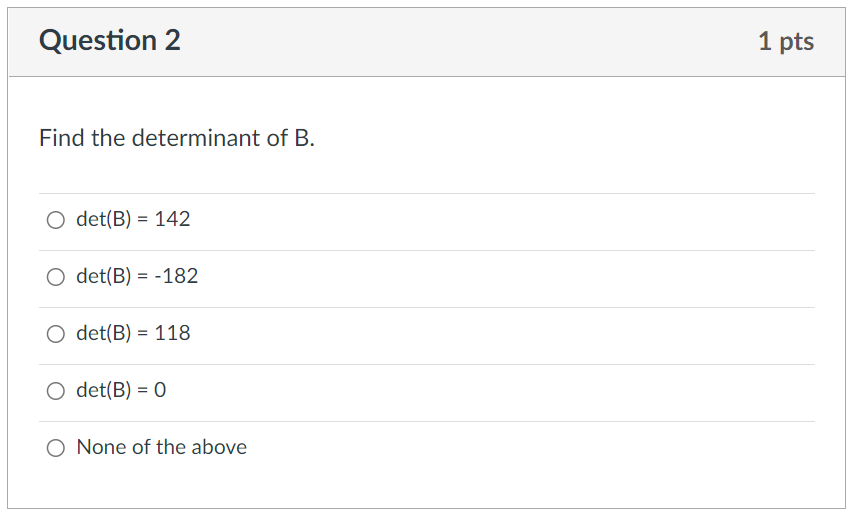 Question 2
1 pts
Find the determinant of B.
det(B) = 142
det(B) = -182
det(B) = 118
det(B) = 0
None of the above